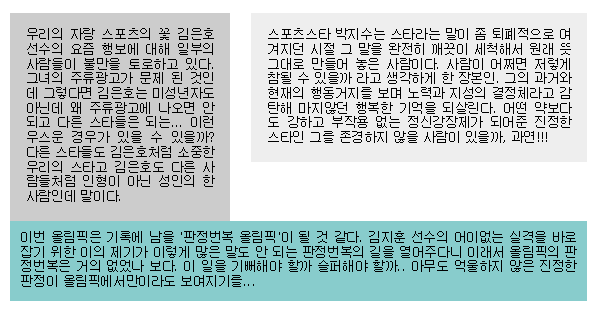 우리의 자랑 스포츠의 꽃 김은호
선수의 요즘 행보에 대해 일부의
사람들이 불만을 토로하고 있다.
그녀의 주류광고가 문제 된 것인
데 그렇다면 김은호는 미성년자도
아닌데 왜 주류광고에 나오면 안
되고 다른 스타들은 되는... 이런
우스운 경우가 있을 수 있을까?
다른 스타들도 김은호처럼 소중한
우리의 스타고 김은호도 다른 사
람들처럼 인형이 아닌 성인의 한
사람인데 말이다.
스포츠스타 박지수는 스타라는 말이 좀 퇴폐적으로 여
겨지던 시절 그 말을 완전히 깨끗이 세척해서 원래 뜻
그대로 만들어 놓은 사람이다. 사람이 어쩌면 저렇게
참될 수 있을까 라고 생각하게 한 장본인. 그의 과거와
현재의 행동거지를 보며 노력과 지성의 결정체라고 감
탄해 마지않던 행복한 기억을 되살린다. 어떤 약보다
도 강하고 부작용 없는 정신강장제가 되어준 진정한
스타인 그를 존경하지 않을 사람이 있을까, 과연!!!
이번 올림픽은 기록에 남을 '판정번복 올림픽'이 될 것 같다. 김지훈 선수의 어이없는 실격을 바로
잡기 위한 이의 제기가 이렇게 많은 말도 안 되는 판정번복의 길을 열어주다니 이래서 올림픽의 판
정번복은 거의 없었나 보다. 이 일을 기뻐해야 할까 슬퍼해야 할까.. 아무도 억울하지 않은 진정한
판정이 올림픽에서만이라도 보여지기를...